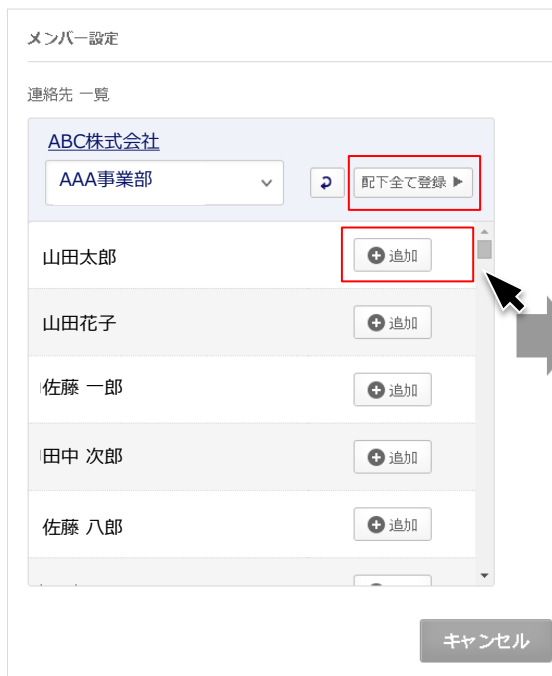 メンバー設定
連絡先 一覧
ABC株式会社
AAA事業部
配下全て登録
山田太郎 追加
山田花子 追加
佐藤 一郎 追加
田中 次郎 追加
佐藤 八郎 追加
キャンセル